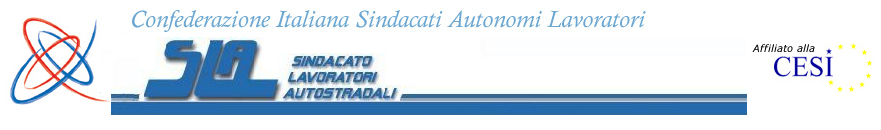 Confederazione Italiana Sindacati Autonomi Lavoratori
SLA
SINDACATO
LAVORATORI
AUTOSTRADALI
Affiliato alla
CESI